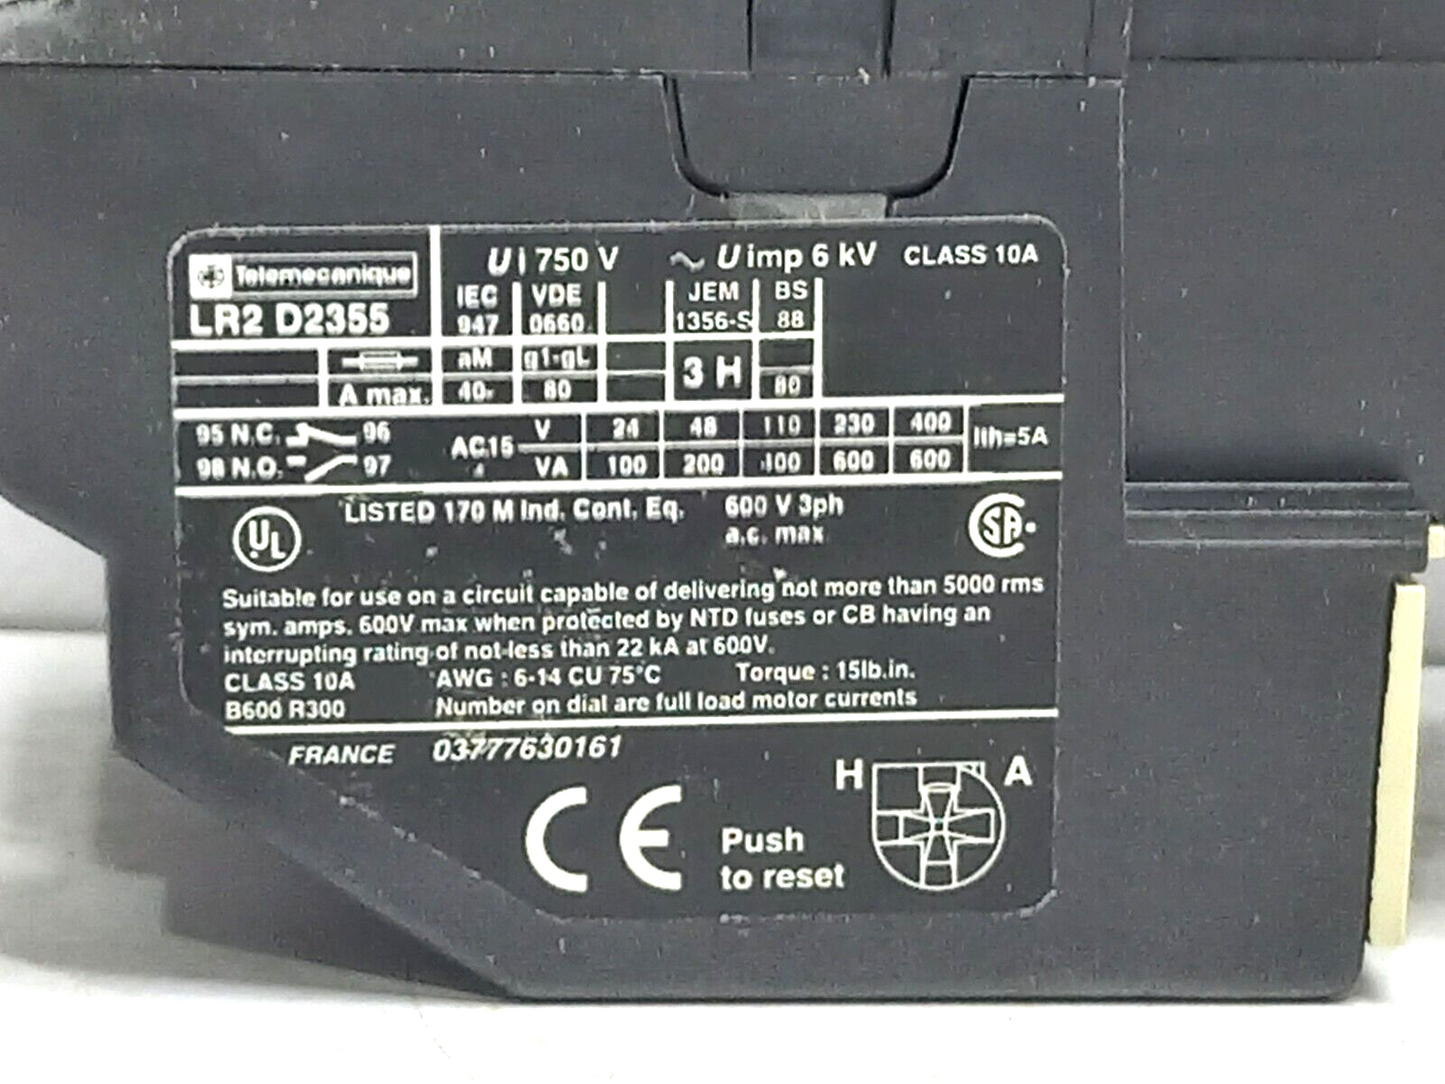 Telemecanique
LR2 D2355
Ui 750 V ~ U imp 6 kV CLASS 10A
IEC 947 VDE 0660 JEM 1356-S BS 88
aM g1-gL 3 H
A max. 40 80 80
95 N.C. 96
98 N.O. 97
AC15 V 24 48 110 230 400 Ith=5A
VA 100 200 400 600 600
UL LISTED 170 M Ind. Cont. Eq. 600 V 3ph
a.c. max
SA
Suitable for use on a circuit capable of delivering not more than 5000 rms
sym. amps. 600V max when protected by NTD fuses or CB having an
interrupting rating of not less than 22 kA at 600V.
CLASS 10A AWG : 6-14 CU 75°C Torque : 15lb.in.
B600 R300 Number on dial are full load motor currents
FRANCE 03777630161
CE
Push
to reset
H A